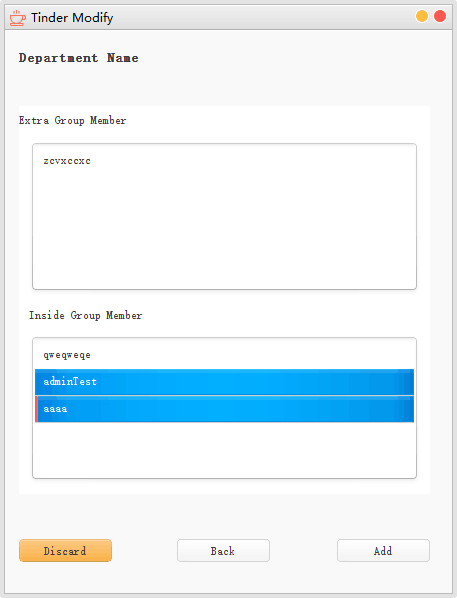 Tinder Modify
Department Name
Extra Group Member
zcvxccxc
Inside Group Member
qweqweqe
adminTest
aaaa
Discard
Back
Add